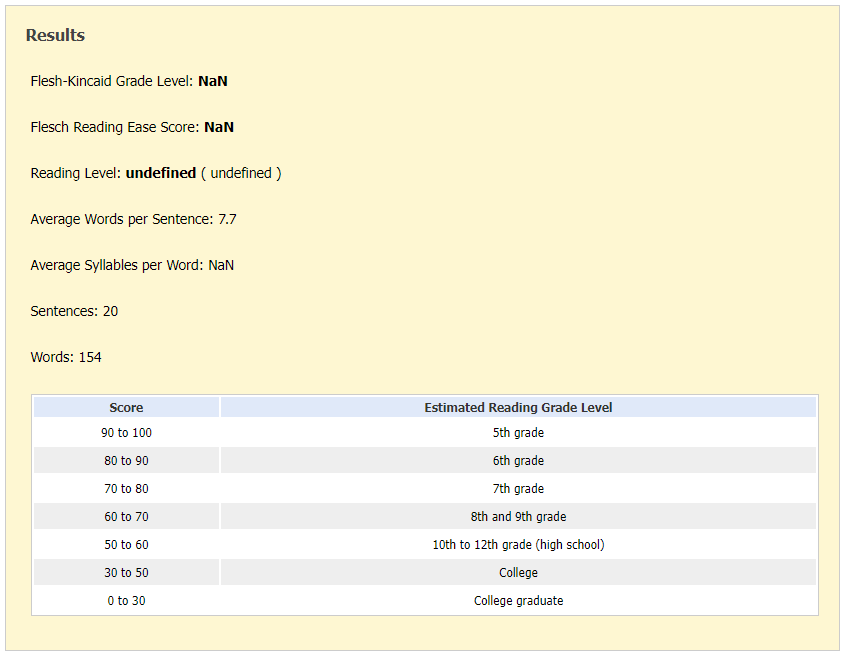 Results
Flesh-Kincaid Grade Level: NaN
Flesch Reading Ease Score: NaN
Reading Level: undefined ( undefined )
Average Words per Sentence: 7.7
Average Syllables per Word: NaN
Sentences: 20
Words: 154
Score Estimated Reading Grade Level
90 to 100 5th grade
80 to 90 6th grade
70 to 80 7th grade
60 to 70 8th and 9th grade
50 to 60 10th to 12th grade (high school)
30 to 50 College
0 to 30 College graduate